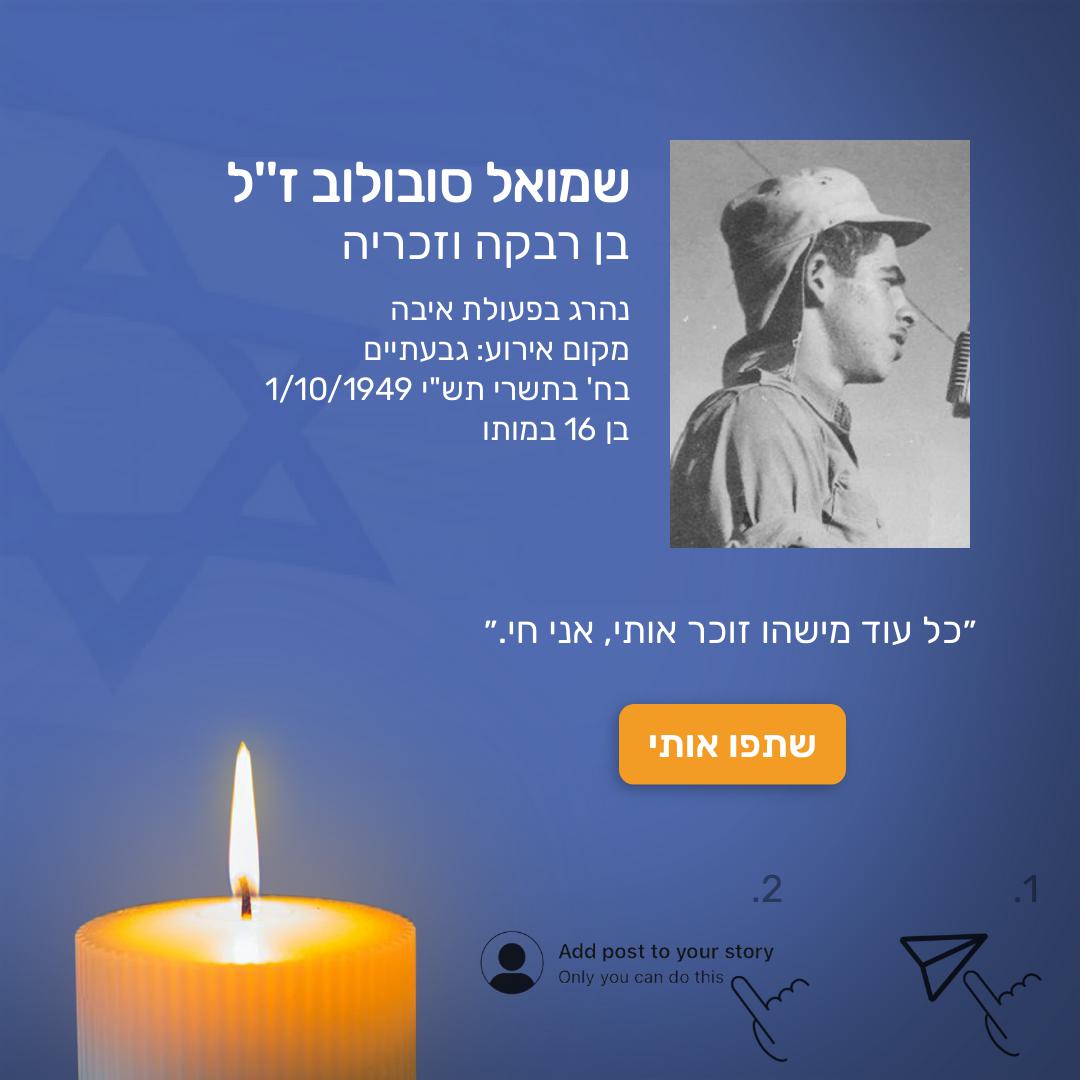 שמואל סובולוב ז"ל
בן רבקה וזכריה
נהרג בפעולת איבה
מקום אירוע: גבעתיים
בח' בתשרי תש"י 1/10/1949
בן 16 במותו
״כל עוד מישהו זוכר אותי, אני חי.״
שתפו אותי
.1
.2
Add post to your story
Only you can do this